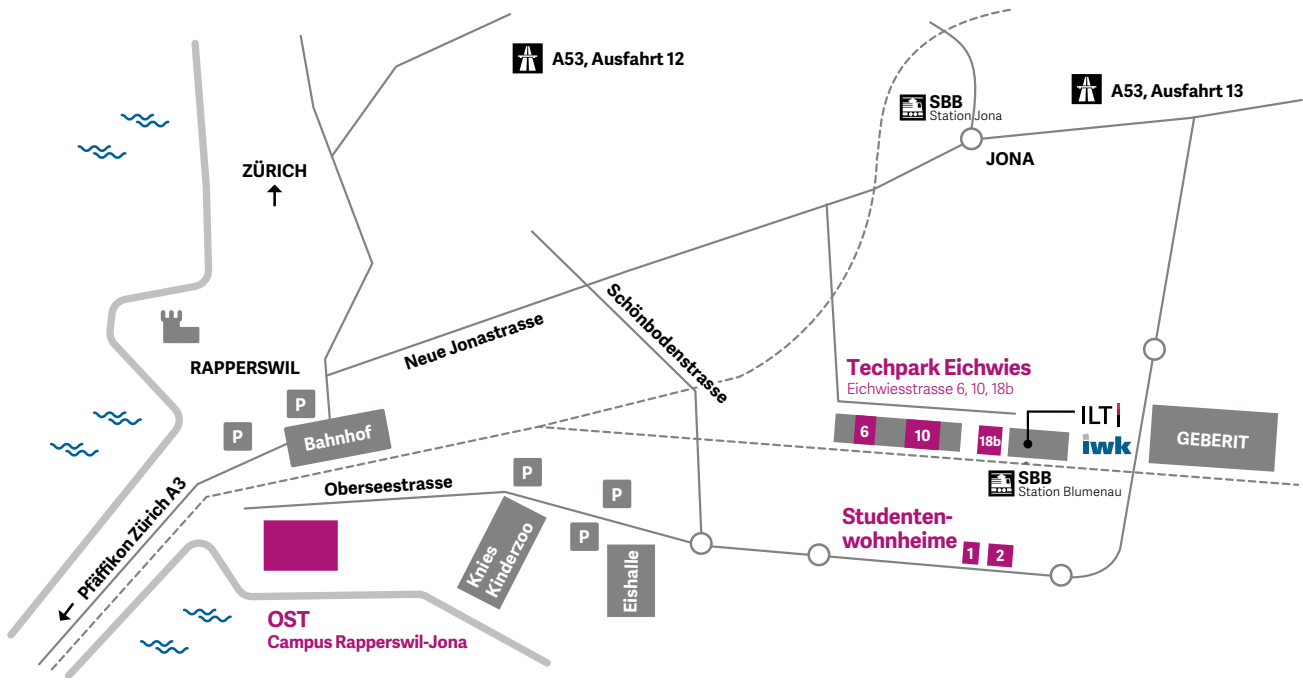 A53, Ausfahrt 12
A53, Ausfahrt 13
SBB
Station Jona
JONA
ZÜRICH
Neue Jonastrasse
Schönbodenstrasse
RAPPERSWIL
P
P
Bahnhof
Techpark Eichwies
Eichwiesstrasse 6, 10, 18b
6
10
18b
ILT
iwk
GEBERIT
SBB
Station Blumenau
Pfäffikon Zürich A3
Oberseestrasse
P
P
P
Knies
Kinderzoo
Eishalle
Studenten-
wohnheime
1
2
OST
Campus Rapperswil-Jona